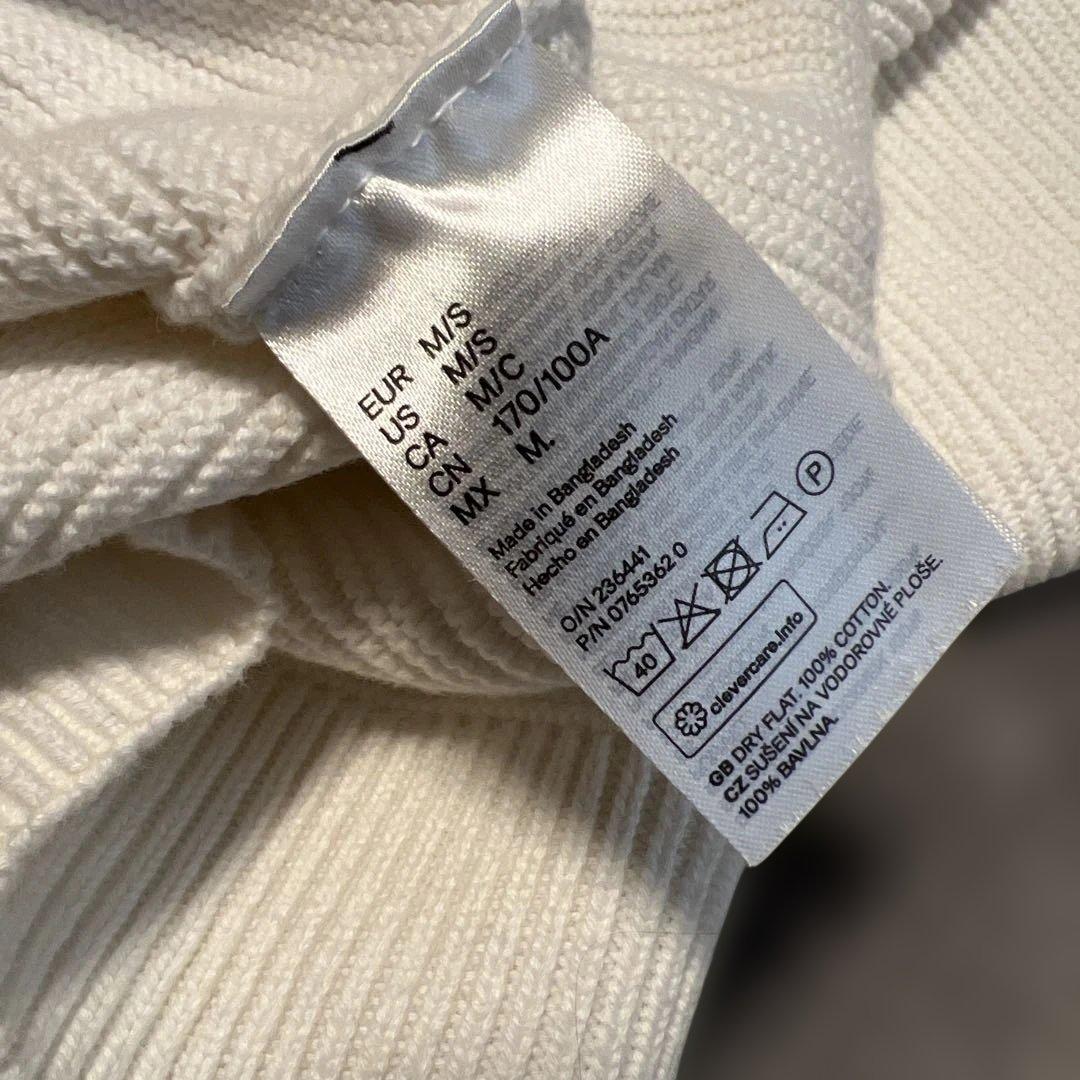 EUR M/S
US M/S
CA M/C
CN 170/100A
MX M.
Made in Bangladesh
Fabriqué en Bangladesh
Hecho en Bangladesh
O/N 236441
P/N 0765362 0
40 P
clevercare.info
GB DRY FLAT. 100% COTTON.
CZ SUŠENÍ NA VODOROVNÉ PLOŠE.
100% BAVLNA.